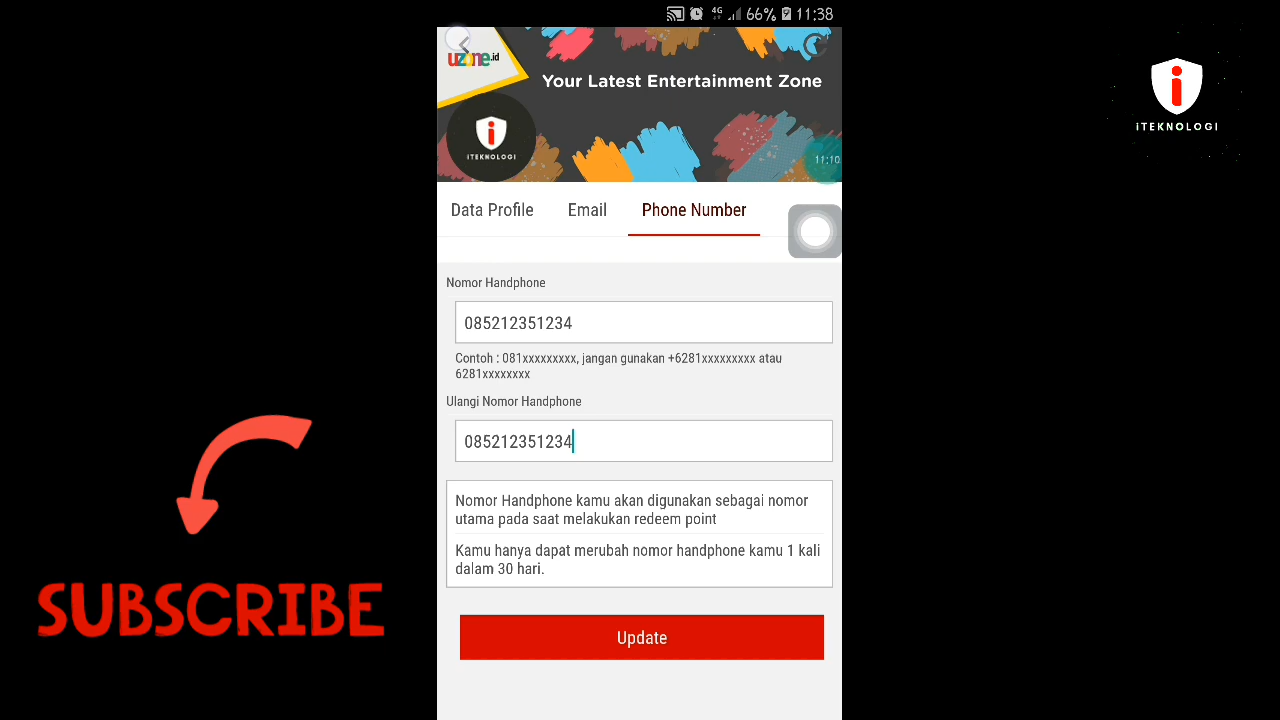 4G 66% 11:38
uzone.id
Your Latest Entertainment Zone
iTEKNOLOGI
iTEKNOLOGI
11:10
Data Profile Email Phone Number
Nomor Handphone
085212351234
Contoh : 081xxxxxxxxx, jangan gunakan +6281xxxxxxxxx atau
6281xxxxxxxx
Ulangi Nomor Handphone
085212351234
Nomor Handphone kamu akan digunakan sebagai nomor
utama pada saat melakukan redeem point
Kamu hanya dapat merubah nomor handphone kamu 1 kali
dalam 30 hari.
Update
SUBSCRIBE